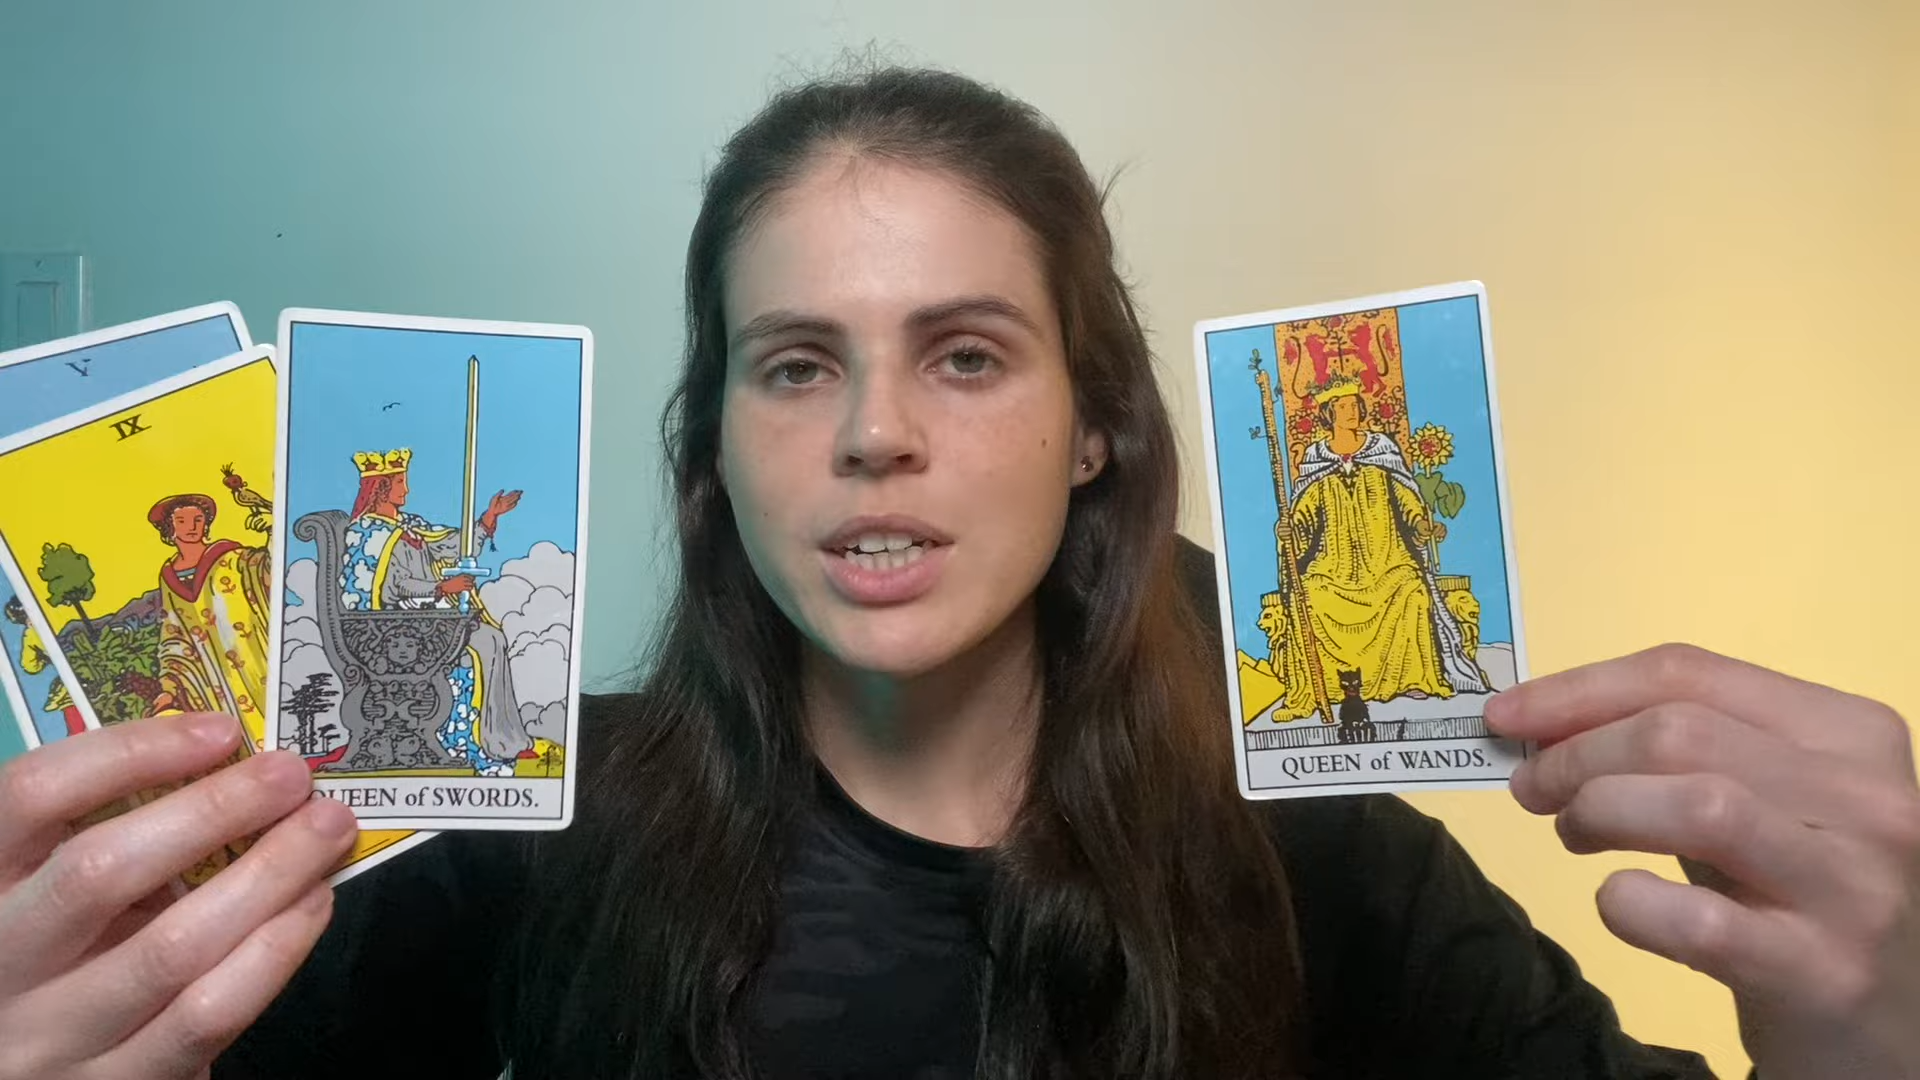 V
IX
QUEEN of SWORDS.
QUEEN of WANDS.